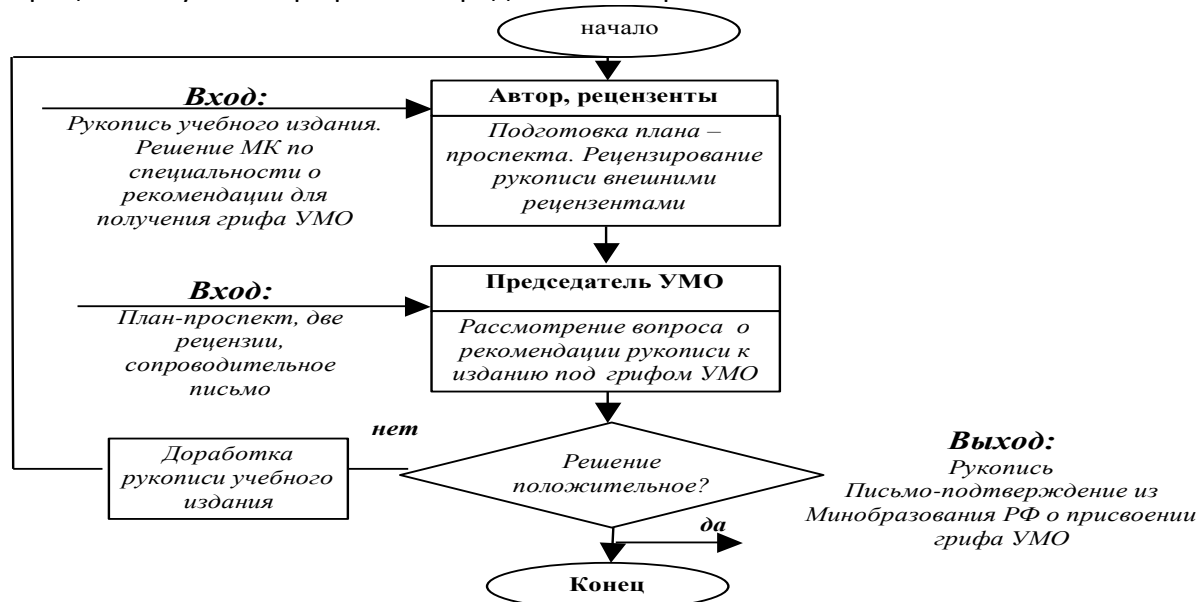 начало
Вход:
Рукопись учебного издания.
Решение МК по
специальности о
рекомендации для
получения грифа УМО
Автор, рецензенты
Подготовка плана –
проспекта. Рецензирование
рукописи внешними
рецензентами
Вход:
План-проспект, две
рецензии,
сопроводительное
письмо
Председатель УМО
Рассмотрение вопроса о
рекомендации рукописи к
изданию под грифом УМО
нет
Доработка
рукописи учебного
издания
Решение
положительное?
Выход:
Рукопись
Письмо-подтверждение из
Минобразования РФ о присвоении
грифа УМО
да
Конец